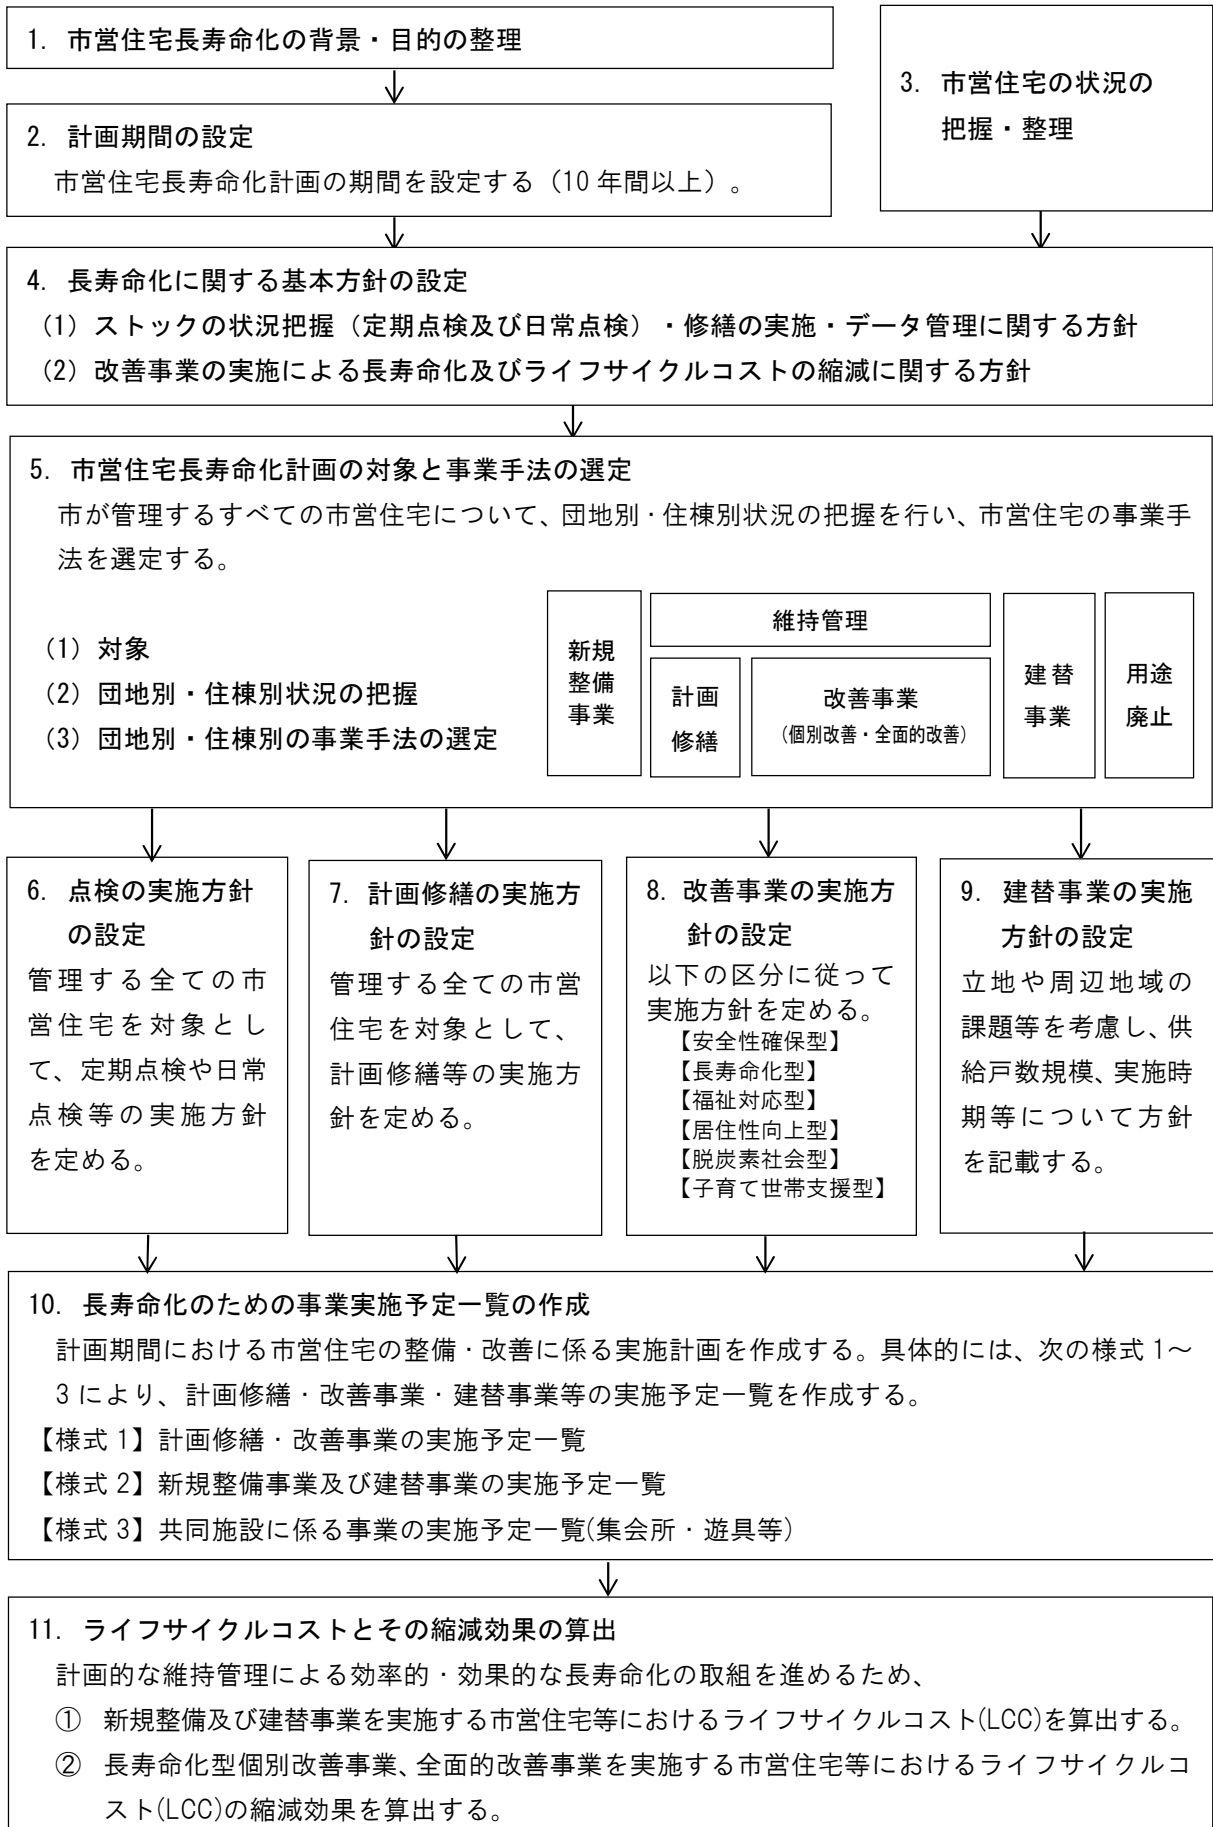 1. 市営住宅長寿命化の背景・目的の整理
2. 計画期間の設定
市営住宅長寿命化計画の期間を設定する（10 年間以上）。
3. 市営住宅の状況の
把握・整理
4. 長寿命化に関する基本方針の設定
（1）ストックの状況把握（定期点検及び日常点検）・修繕の実施・データ管理に関する方針
（2）改善事業の実施による長寿命化及びライフサイクルコストの縮減に関する方針
5. 市営住宅長寿命化計画の対象と事業手法の選定
市が管理するすべての市営住宅について、団地別・住棟別状況の把握を行い、市営住宅の事業手
法を選定する。
（1）対象
（2）団地別・住棟別状況の把握
（3）団地別・住棟別の事業手法の選定
新規
整備
事業
維持管理
計画
修繕
改善事業
（個別改善・全面的改善）
建替
事業
用途
廃止
6. 点検の実施方針
の設定
管理する全ての市
営住宅を対象とし
て、定期点検や日常
点検等の実施方針
を定める。
7. 計画修繕の実施方
針の設定
管理する全ての市営
住宅を対象として、
計画修繕等の実施方
針を定める。
8. 改善事業の実施方
針の設定
以下の区分に従って
実施方針を定める。
【安全性確保型】
【長寿命化型】
【福祉対応型】
【居住性向上型】
【脱炭素社会型】
【子育て世帯支援型】
9. 建替事業の実施
方針の設定
立地や周辺地域の
課題等を考慮し、供
給戸数規模、実施時
期等について方針
を記載する。
10. 長寿命化のための事業実施予定一覧の作成
計画期間における市営住宅の整備・改善に係る実施計画を作成する。具体的には、次の様式 1～
3 により、計画修繕・改善事業・建替事業等の実施予定一覧を作成する。
【様式 1】計画修繕・改善事業の実施予定一覧
【様式 2】新規整備事業及び建替事業の実施予定一覧
【様式 3】共同施設に係る事業の実施予定一覧(集会所・遊具等)
11. ライフサイクルコストとその縮減効果の算出
計画的な維持管理による効率的・効果的な長寿命化の取組を進めるため、
① 新規整備及び建替事業を実施する市営住宅等におけるライフサイクルコスト(LCC)を算出する。
② 長寿命化型個別改善事業、全面的改善事業を実施する市営住宅等におけるライフサイクルコ
スト(LCC)の縮減効果を算出する。